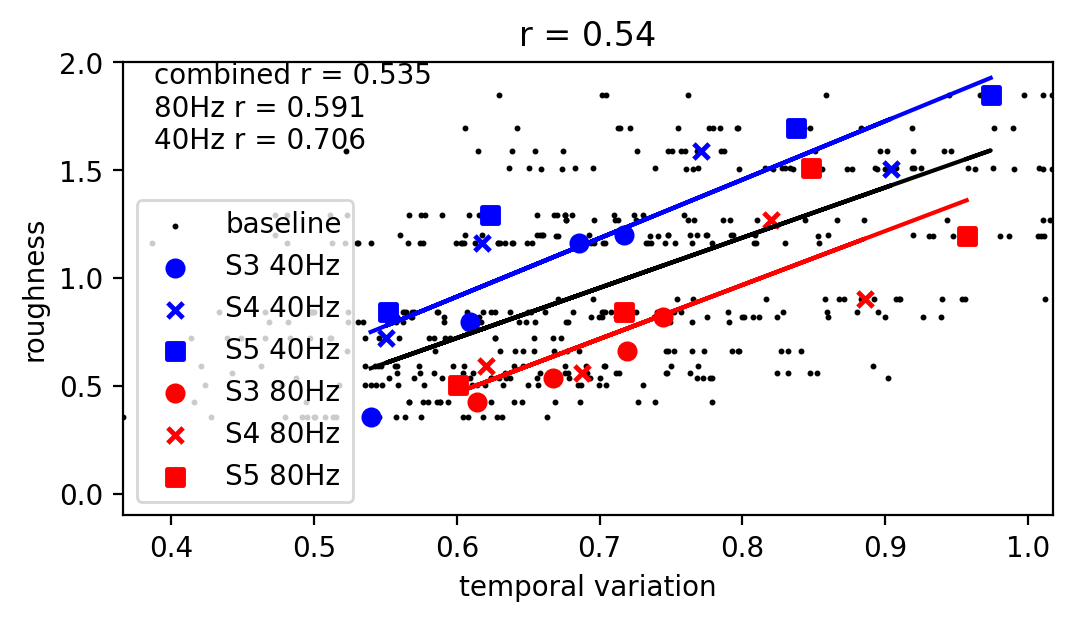 r = 0.54
combined r = 0.535
80Hz r = 0.591
40Hz r = 0.706
baseline
S3 40Hz
S4 40Hz
S5 40Hz
S3 80Hz
S4 80Hz
S5 80Hz
roughness
2.0
1.5
1.0
0.5
0.0
0.4 0.5 0.6 0.7 0.8 0.9 1.0
temporal variation